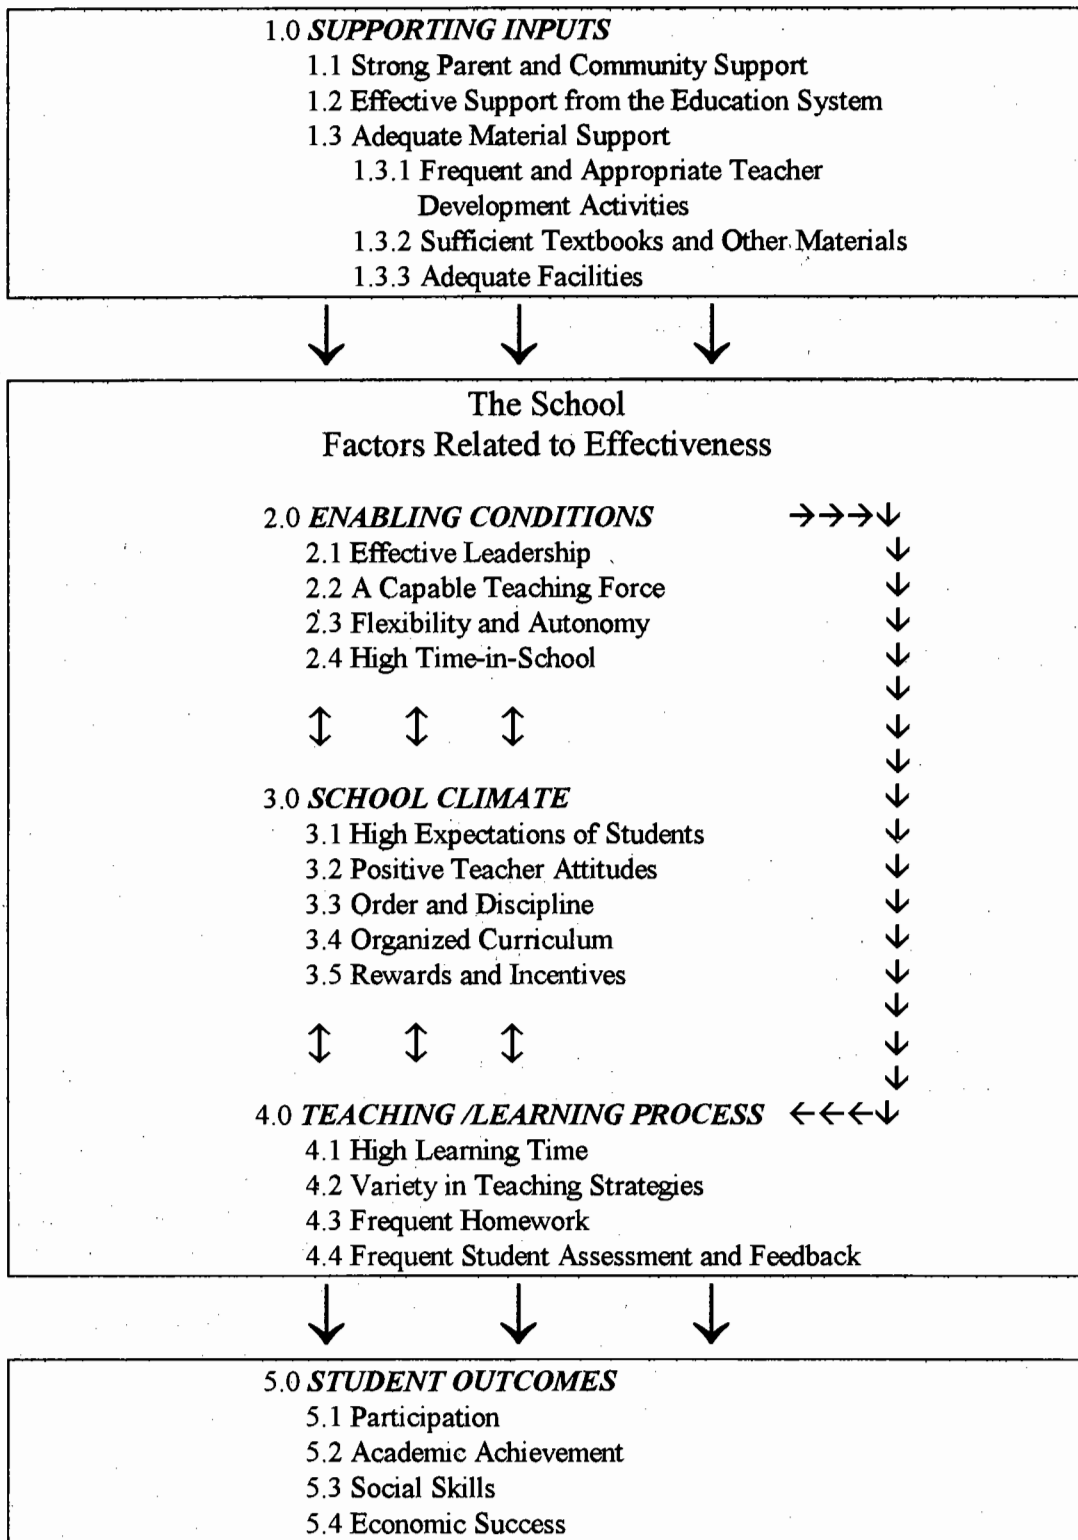 1.0 SUPPORTING INPUTS
1.1 Strong Parent and Community Support
1.2 Effective Support from the Education System
1.3 Adequate Material Support
1.3.1 Frequent and Appropriate Teacher
Development Activities
1.3.2 Sufficient Textbooks and Other Materials
1.3.3 Adequate Facilities
The School
Factors Related to Effectiveness
2.0 ENABLING CONDITIONS
2.1 Effective Leadership
2.2 A Capable Teaching Force
2.3 Flexibility and Autonomy
2.4 High Time-in-School
3.0 SCHOOL CLIMATE
3.1 High Expectations of Students
3.2 Positive Teacher Attitudes
3.3 Order and Discipline
3.4 Organized Curriculum
3.5 Rewards and Incentives
4.0 TEACHING /LEARNING PROCESS
4.1 High Learning Time
4.2 Variety in Teaching Strategies
4.3 Frequent Homework
4.4 Frequent Student Assessment and Feedback
5.0 STUDENT OUTCOMES
5.1 Participation
5.2 Academic Achievement
5.3 Social Skills
5.4 Economic Success